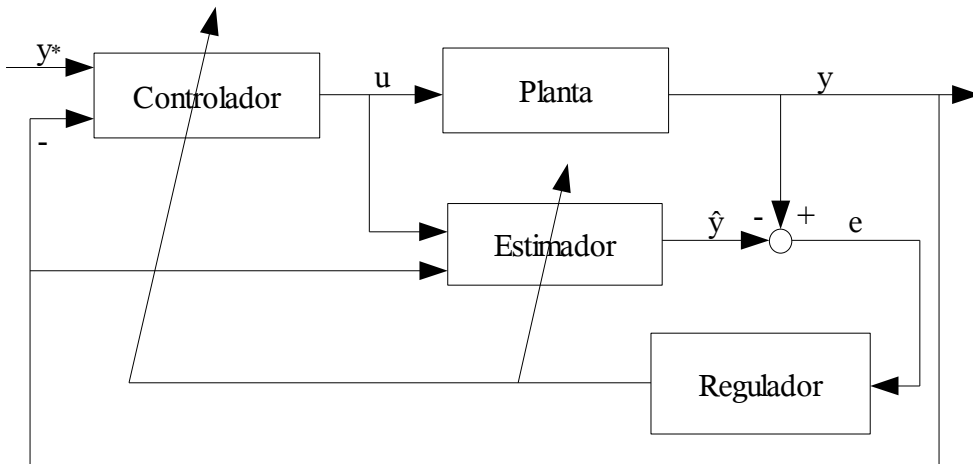 y*
Controlador
u
Planta
y
-
Estimador
ŷ
-
+
e
Regulador